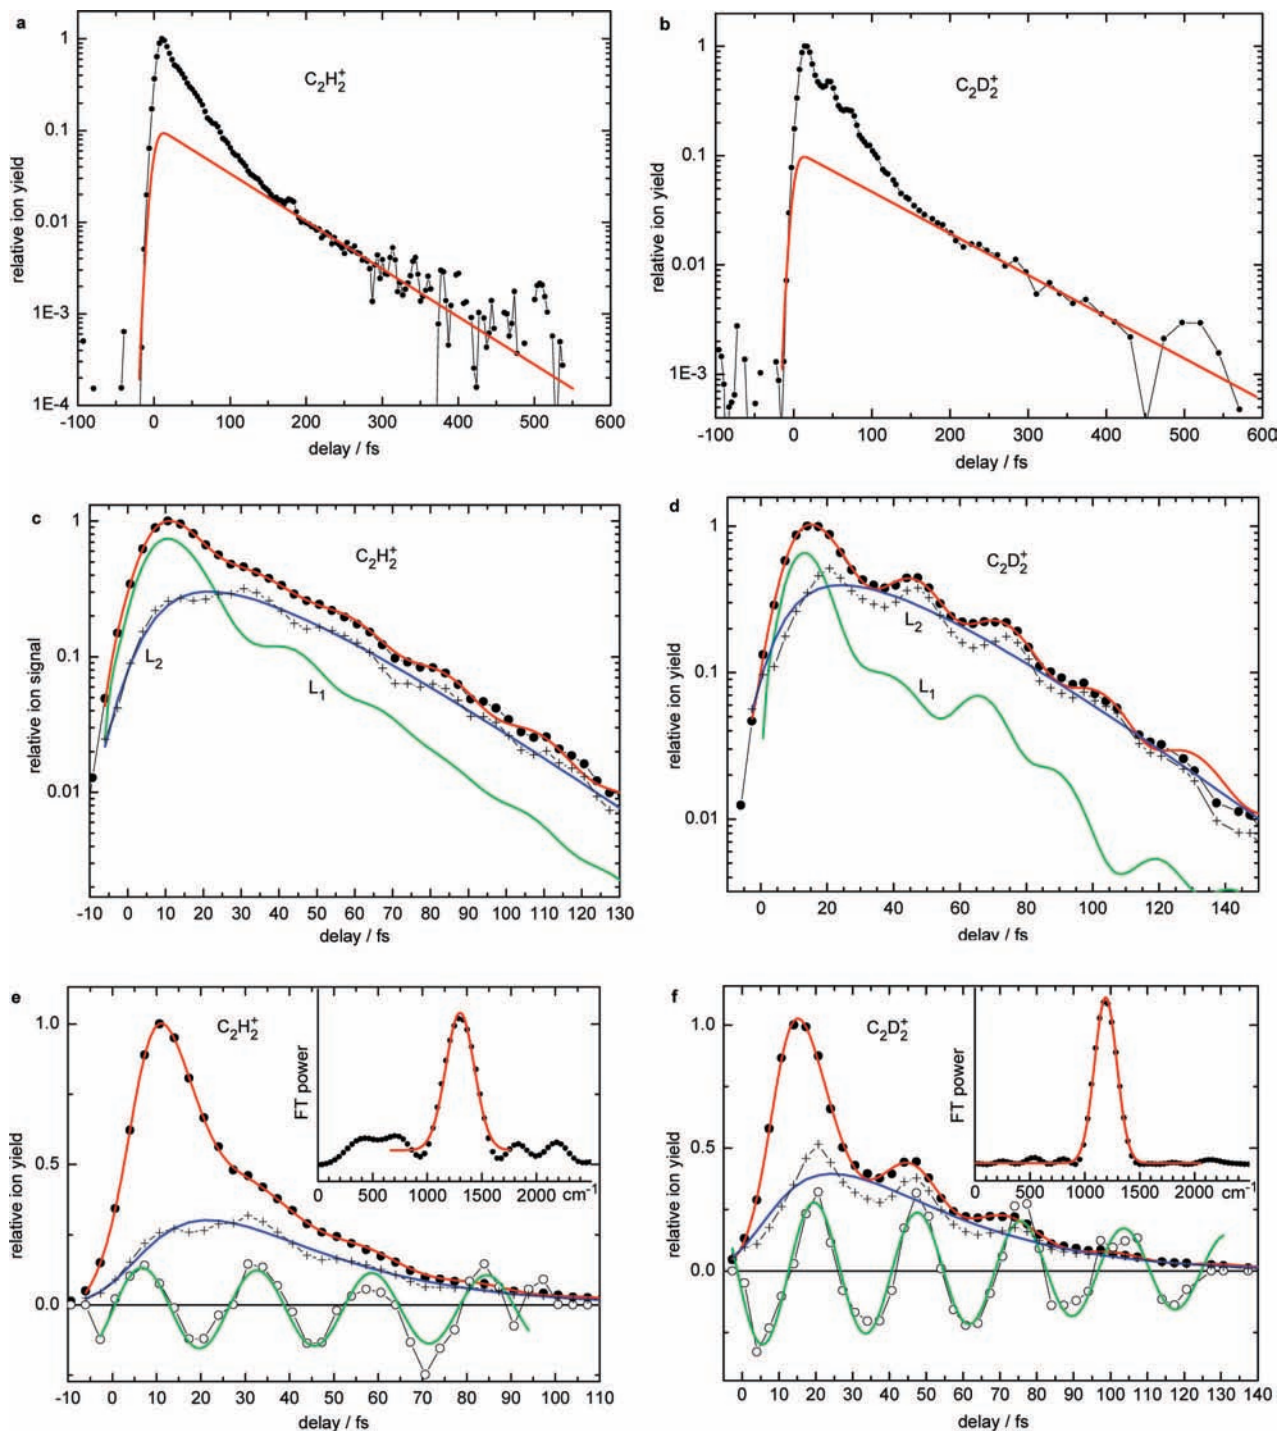 a
C₂H₂⁺
relative ion yield
1
0.1
0.01
1E-3
1E-4
-100 0 100 200 300 400 500 600
delay / fs
b
C₂D₂⁺
relative ion yield
1
0.1
0.01
1E-3
-100 0 100 200 300 400 500 600
delay / fs
c
C₂H₂⁺
relative ion signal
1
0.1
0.01
L₂
L₁
-10 0 10 20 30 40 50 60 70 80 90 100 110 120 130
delay / fs
d
C₂D₂⁺
relative ion yield
1
0.1
0.01
L₂
L₁
0 20 40 60 80 100 120 140
delay / fs
e
C₂H₂⁺
relative ion yield
1.0
0.5
0.0
FT power
0 500 1000 1500 2000 cm⁻¹
-10 0 10 20 30 40 50 60 70 80 90 100 110
delay / fs
f
C₂D₂⁺
relative ion yield
1.0
0.5
0.0
FT power
0 500 1000 1500 2000 cm⁻¹
0 10 20 30 40 50 60 70 80 90 100 110 120 130 140
delay / fs